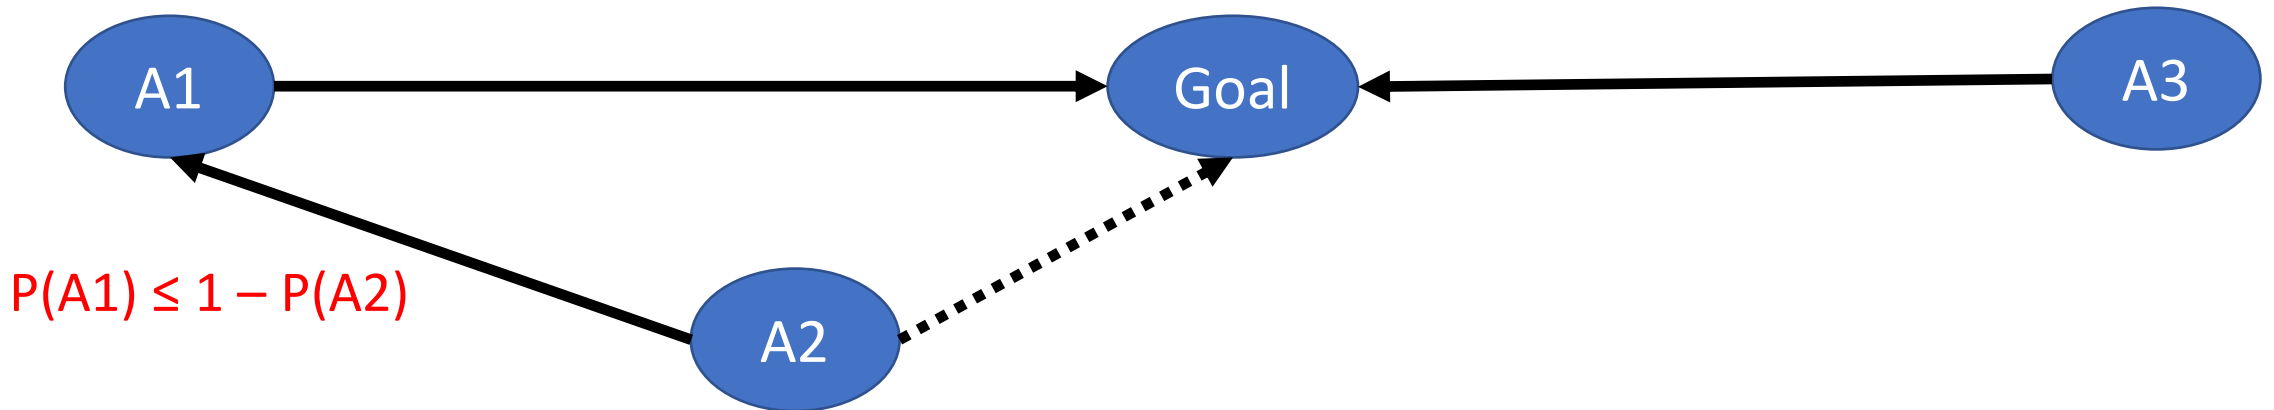 A1
Goal
A3
P(A1) ≤ 1 – P(A2)
A2